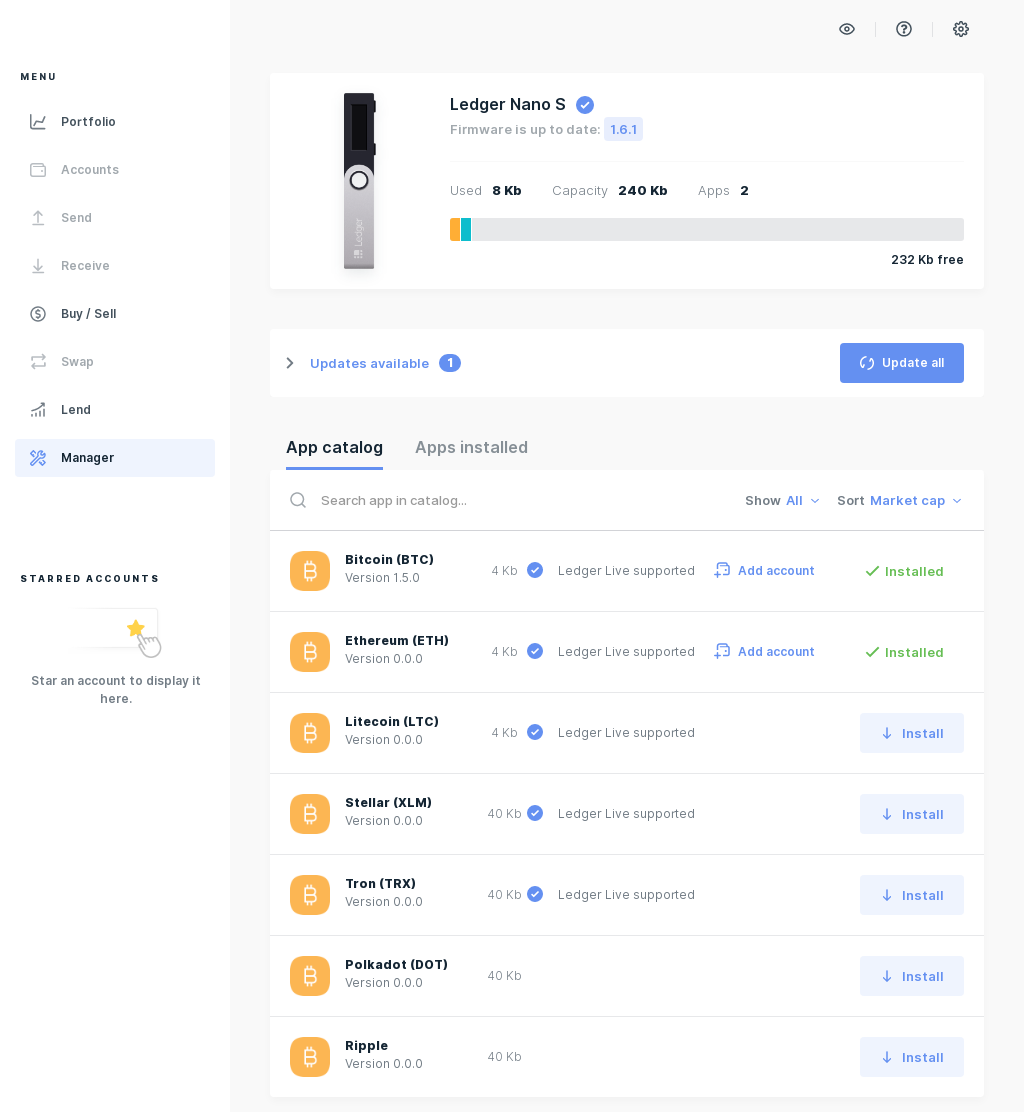 MENU
Portfolio
Accounts
Send
Receive
Buy / Sell
Swap
Lend
Manager
STARRED ACCOUNTS
Star an account to display it
here.
Ledger
Ledger Nano S
Firmware is up to date: 1.6.1
Used 8 Kb Capacity 240 Kb Apps 2
232 Kb free
Updates available 1
Update all
App catalog Apps installed
Search app in catalog... Show All Sort Market cap
Bitcoin (BTC)
Version 1.5.0
4 Kb Ledger Live supported Add account Installed
Ethereum (ETH)
Version 0.0.0
4 Kb Ledger Live supported Add account Installed
Litecoin (LTC)
Version 0.0.0
4 Kb Ledger Live supported Install
Stellar (XLM)
Version 0.0.0
40 Kb Ledger Live supported Install
Tron (TRX)
Version 0.0.0
40 Kb Ledger Live supported Install
Polkadot (DOT)
Version 0.0.0
40 Kb Install
Ripple
Version 0.0.0
40 Kb Install